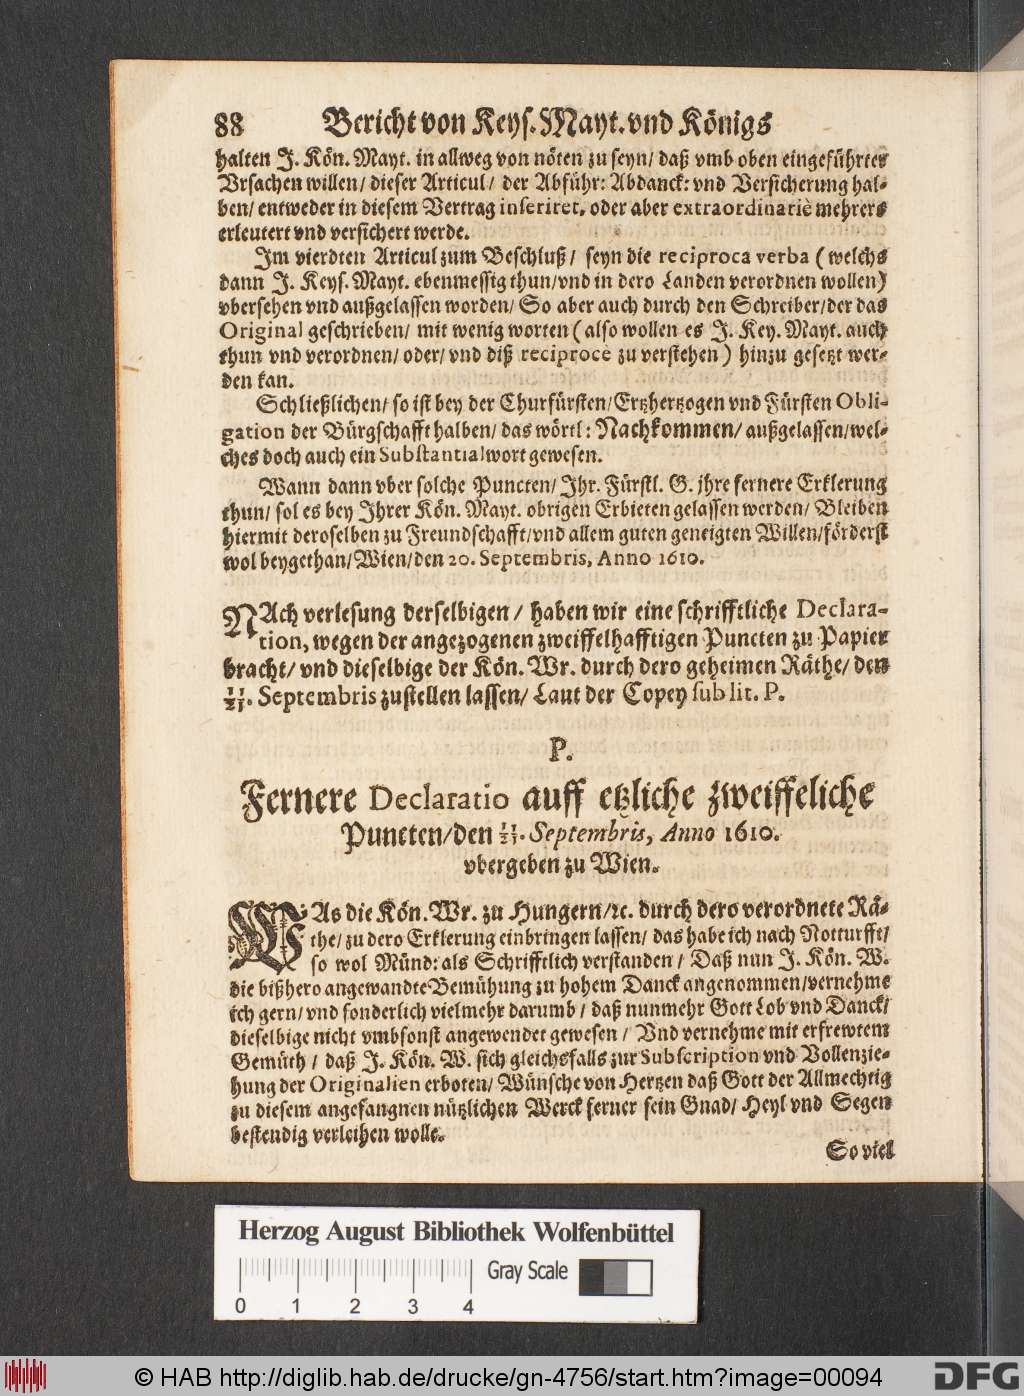 88 Bericht von Keys. Mayt. vnd Königs
halten J. Kön. Mayt. in allweg von nöten zu seyn/ daß vmb oben eingeführter
Vrsachen willen/ dieser Articul/ der Abführ: Abdanck: vnd Versicherung hal-
ben/ entweder in diesem Vertrag inseriret, oder aber extraordinariè mehrers
erleutert vnd versichert werde.
Im vierdten Articul zum Beschluß/ seyn die reciproca verba (welchs
dann J. Keys. Mayt. ebenmessig thun/vnd in dero Landen verordnen wollen)
vbersehen vnd außgelassen worden/ So aber auch durch den Schreiber/der das
Original geschrieben/ mit wenig worten (also wollen es J. Key. Mayt. auch
thun vnd verordnen/ oder/ vnd diß reciprocè zu verstehen) hinzu gesetzt wer-
den kan.
Schließlichen/ so ist bey der Churfürsten/Ertzhertzogen vnd Fürsten Obli-
gation der Bürgschafft halben/ das wörtl: Nachkommen/ außgelassen/wel-
ches doch auch ein Substantialwort gewesen.
Wann dann vber solche Puncten/ Ihr. Fürstl. G. jhre fernere Erklerung
thun/ sol es bey Ihrer Kön. Mayt. obrigen Erbieten gelassen werden/ Bleiben
hiermit deroselben zu Freundschafft/vnd allem guten geneigten Willen/förderst
wol beygethan/Wien/den 20. Septembris, Anno 1610.
NAch verlesung derselbigen/ haben wir eine schrifftliche Declara-
tion, wegen der angezogenen zweiffelhafftigen Puncten zu Papier
bracht/ vnd dieselbige der Kön. Wr. durch dero geheimen Räthe/ den
11/21. Septembris zustellen lassen/ Laut der Copey sub lit. P.
P.
Fernere Declaratio auff etzliche zweiffeliche
Puncten/den 11/21. Septembris, Anno 1610.
vbergeben zu Wien.
WAs die Kön. Wr. zu Hungern/ꝛc. durch dero verordnete Rä-
the/ zu dero Erklerung einbringen lassen/ das habe ich nach Notturfft/
so wol Münd: als Schrifftlich verstanden/ Daß nun J. Kön. W.
die bißhero angewandte Bemühung zu hohem Danck angenommen/vernehme
ich gern/ vnd sonderlich vielmehr darumb/ daß nunmehr Gott Lob vnd Danck/
dieselbige nicht vmbsonst angewendet gewesen/ Vnd vernehme mit erfrewtem
Gemüth/ daß J. Kön. W. sich gleichsfalls zur Subscription vnd Vollenzie-
hung der Originalien erboten/ Wünsche von Hertzen daß Gott der Allmechtig
zu diesem angefangnen nützlichen Werck ferner sein Gnad/ Heyl vnd Segen
bestendig verleihen wolle.
So viel
Herzog August Bibliothek Wolfenbüttel
Gray Scale
0 1 2 3 4
© HAB http://diglib.hab.de/drucke/gn-4756/start.htm?image=00094
DFG